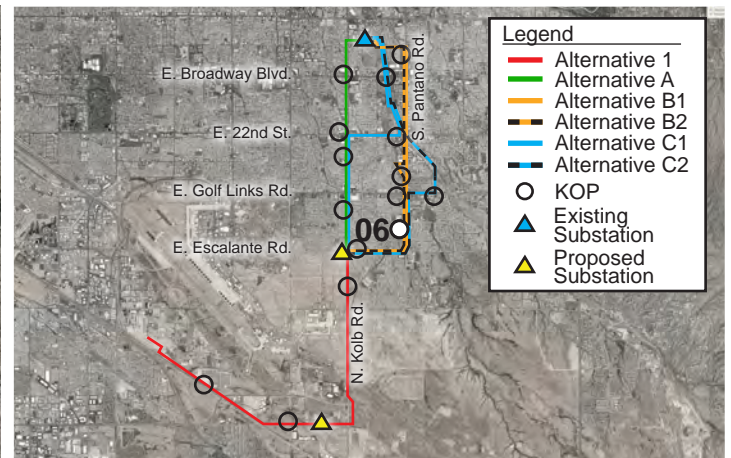 E. Broadway Blvd.
E. 22nd St.
E. Golf Links Rd.
E. Escalante Rd.
S. Pantano Rd.
06
N. Kolb Rd.
Legend
Alternative 1
Alternative A
Alternative B1
Alternative B2
Alternative C1
Alternative C2
KOP
Existing
Substation
Proposed
Substation